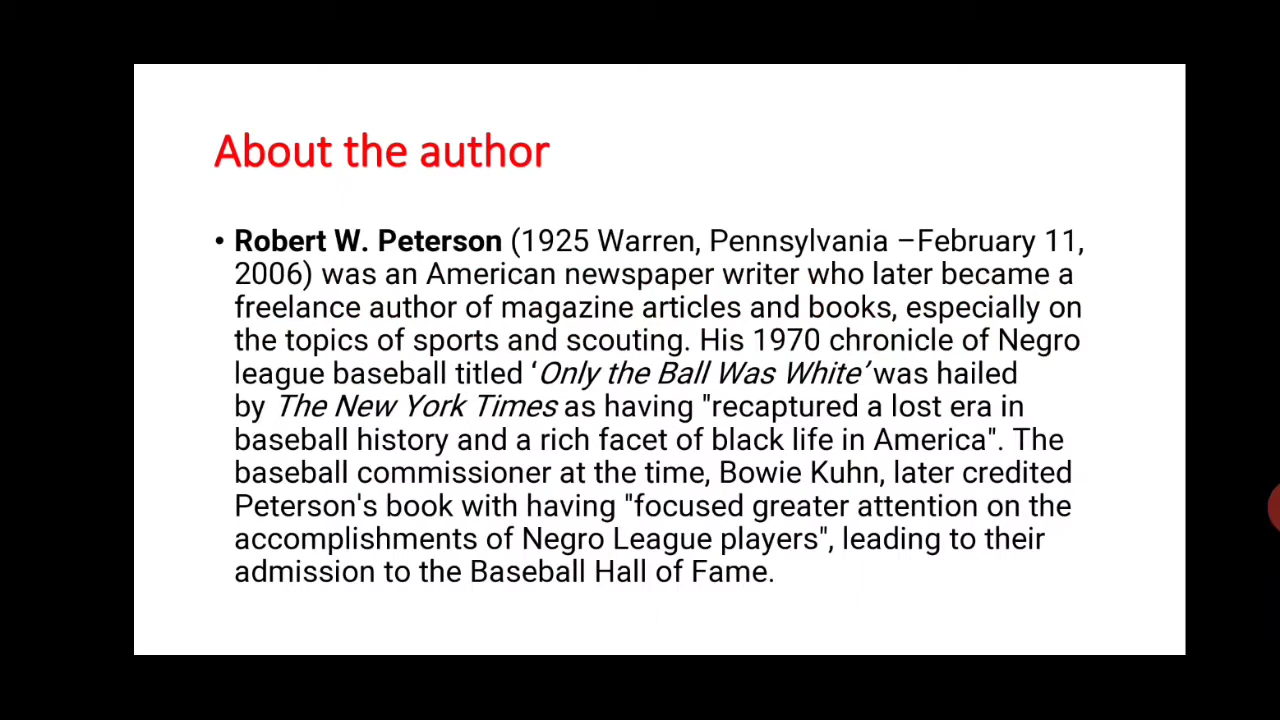 About the author
• Robert W. Peterson (1925 Warren, Pennsylvania –February 11,
2006) was an American newspaper writer who later became a
freelance author of magazine articles and books, especially on
the topics of sports and scouting. His 1970 chronicle of Negro
league baseball titled ‘Only the Ball Was White’ was hailed
by The New York Times as having "recaptured a lost era in
baseball history and a rich facet of black life in America". The
baseball commissioner at the time, Bowie Kuhn, later credited
Peterson's book with having "focused greater attention on the
accomplishments of Negro League players", leading to their
admission to the Baseball Hall of Fame.